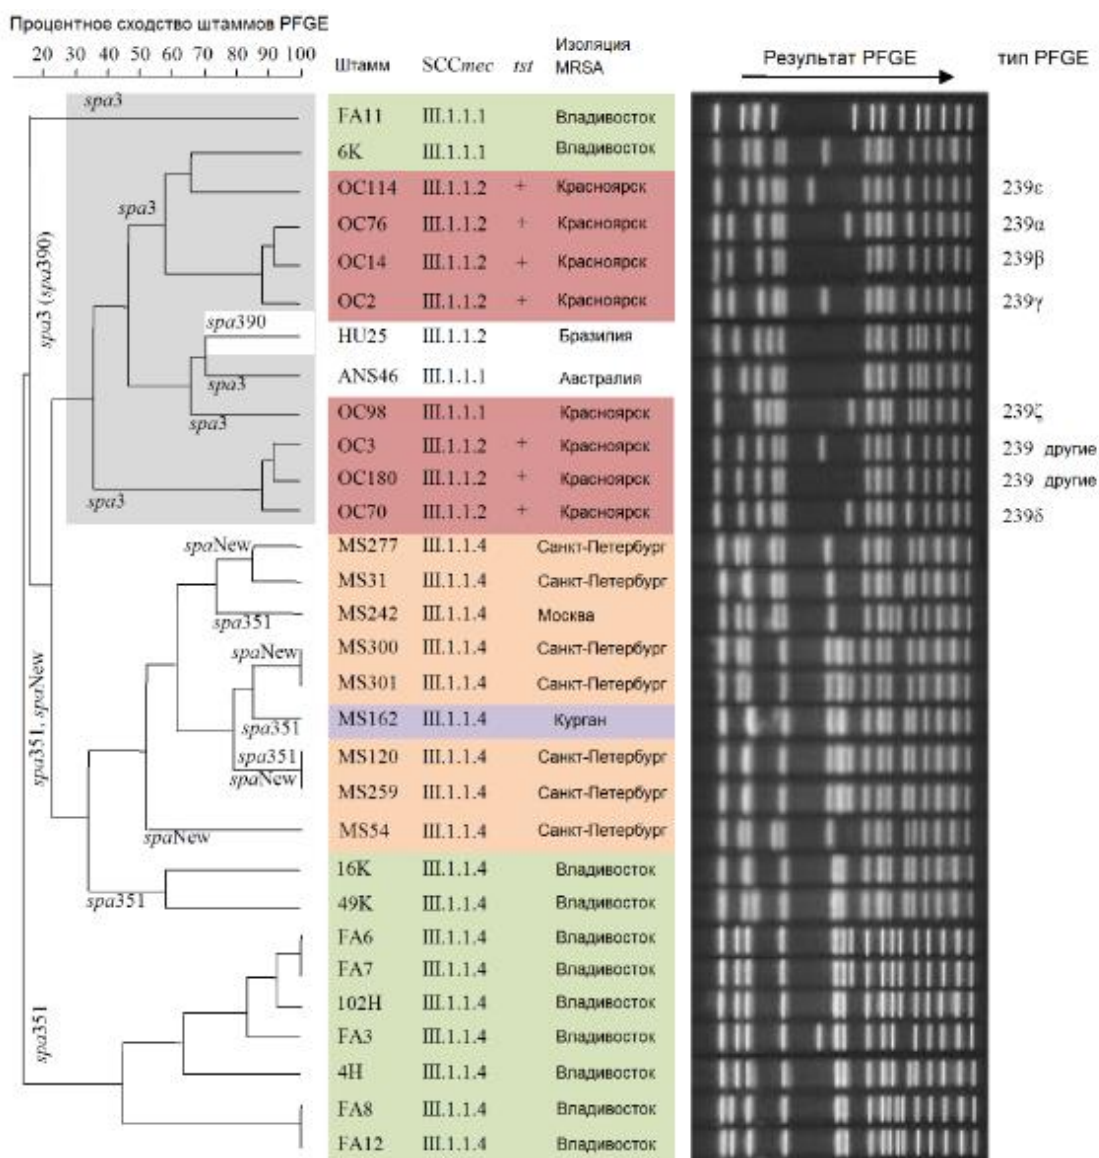 Процентное сходство штаммов PFGE
20 30 40 50 60 70 80 90 100
Штамм SCCmec tst Изоляция MRSA Результат PFGE тип PFGE
spa3
spa3 (spa390)
spa3
spa390
spa3
spa3
spa3
spaNew
spa351
spaNew
spa351, spaNew
spa351
spa351
spaNew
spaNew
spa351
spa351
FA11 III.1.1.1 Владивосток
6K III.1.1.1 Владивосток
OC114 III.1.1.2 + Красноярск 239ε
OC76 III.1.1.2 + Красноярск 239α
OC14 III.1.1.2 + Красноярск 239β
OC2 III.1.1.2 + Красноярск 239γ
HU25 III.1.1.2 Бразилия
ANS46 III.1.1.1 Австралия
OC98 III.1.1.1 Красноярск 239ζ
OC3 III.1.1.2 + Красноярск 239 другие
OC180 III.1.1.2 + Красноярск 239 другие
OC70 III.1.1.2 + Красноярск 239δ
MS277 III.1.1.4 Санкт-Петербург
MS31 III.1.1.4 Санкт-Петербург
MS242 III.1.1.4 Москва
MS300 III.1.1.4 Санкт-Петербург
MS301 III.1.1.4 Санкт-Петербург
MS162 III.1.1.4 Курган
MS120 III.1.1.4 Санкт-Петербург
MS259 III.1.1.4 Санкт-Петербург
MS54 III.1.1.4 Санкт-Петербург
16K III.1.1.4 Владивосток
49K III.1.1.4 Владивосток
FA6 III.1.1.4 Владивосток
FA7 III.1.1.4 Владивосток
102H III.1.1.4 Владивосток
FA3 III.1.1.4 Владивосток
4H III.1.1.4 Владивосток
FA8 III.1.1.4 Владивосток
FA12 III.1.1.4 Владивосток